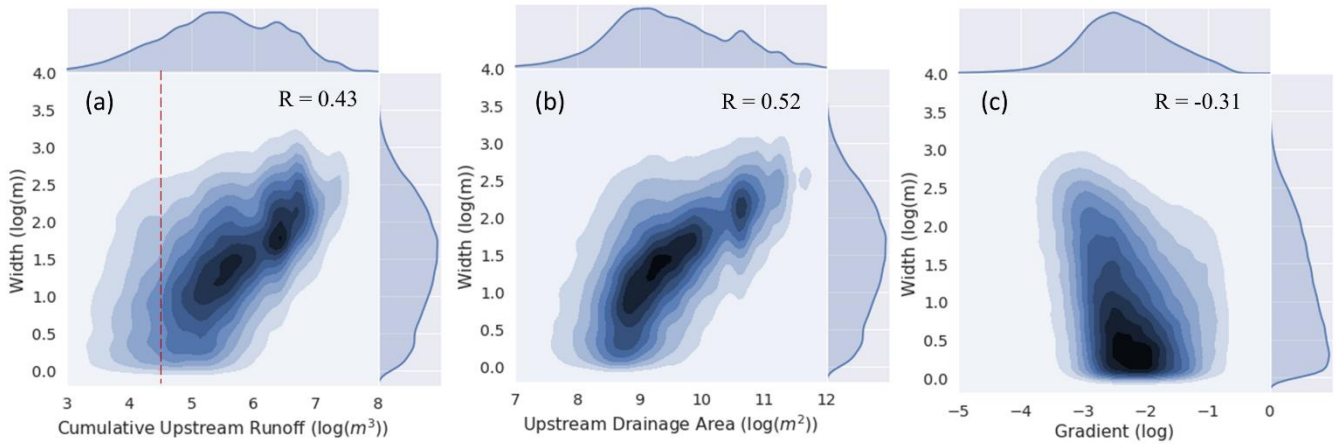 (a)
R = 0.43
4.0
3.5
3.0
2.5
2.0
1.5
1.0
0.5
0.0
Width (log(m))
3 4 5 6 7 8
Cumulative Upstream Runoff (log(m³))
(b)
R = 0.52
4.0
3.5
3.0
2.5
2.0
1.5
1.0
0.5
0.0
Width (log(m))
7 8 9 10 11 12
Upstream Drainage Area (log(m²))
(c)
R = -0.31
4.0
3.5
3.0
2.5
2.0
1.5
1.0
0.5
0.0
Width (log(m))
−5 −4 −3 −2 −1 0
Gradient (log)